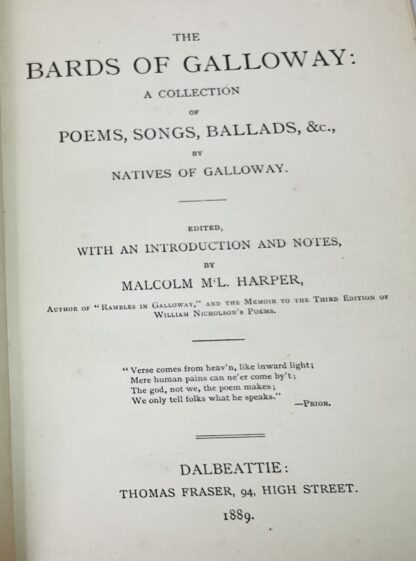 THE
BARDS OF GALLOWAY:
A COLLECTION
OF
POEMS, SONGS, BALLADS, &c.,
BY
NATIVES OF GALLOWAY.
EDITED,
WITH AN INTRODUCTION AND NOTES,
BY
MALCOLM M'L. HARPER,
AUTHOR OF "RAMBLES IN GALLOWAY," AND THE MEMOIR TO THE THIRD EDITION OF
WILLIAM NICHOLSON'S POEMS.
"Verse comes from heav'n, like inward light;
Mere human pains can ne'er come by't;
The god, not we, the poem makes;
We only tell folks what he speaks."
—PRIOR.
DALBEATTIE:
THOMAS FRASER, 94, HIGH STREET.
1889.